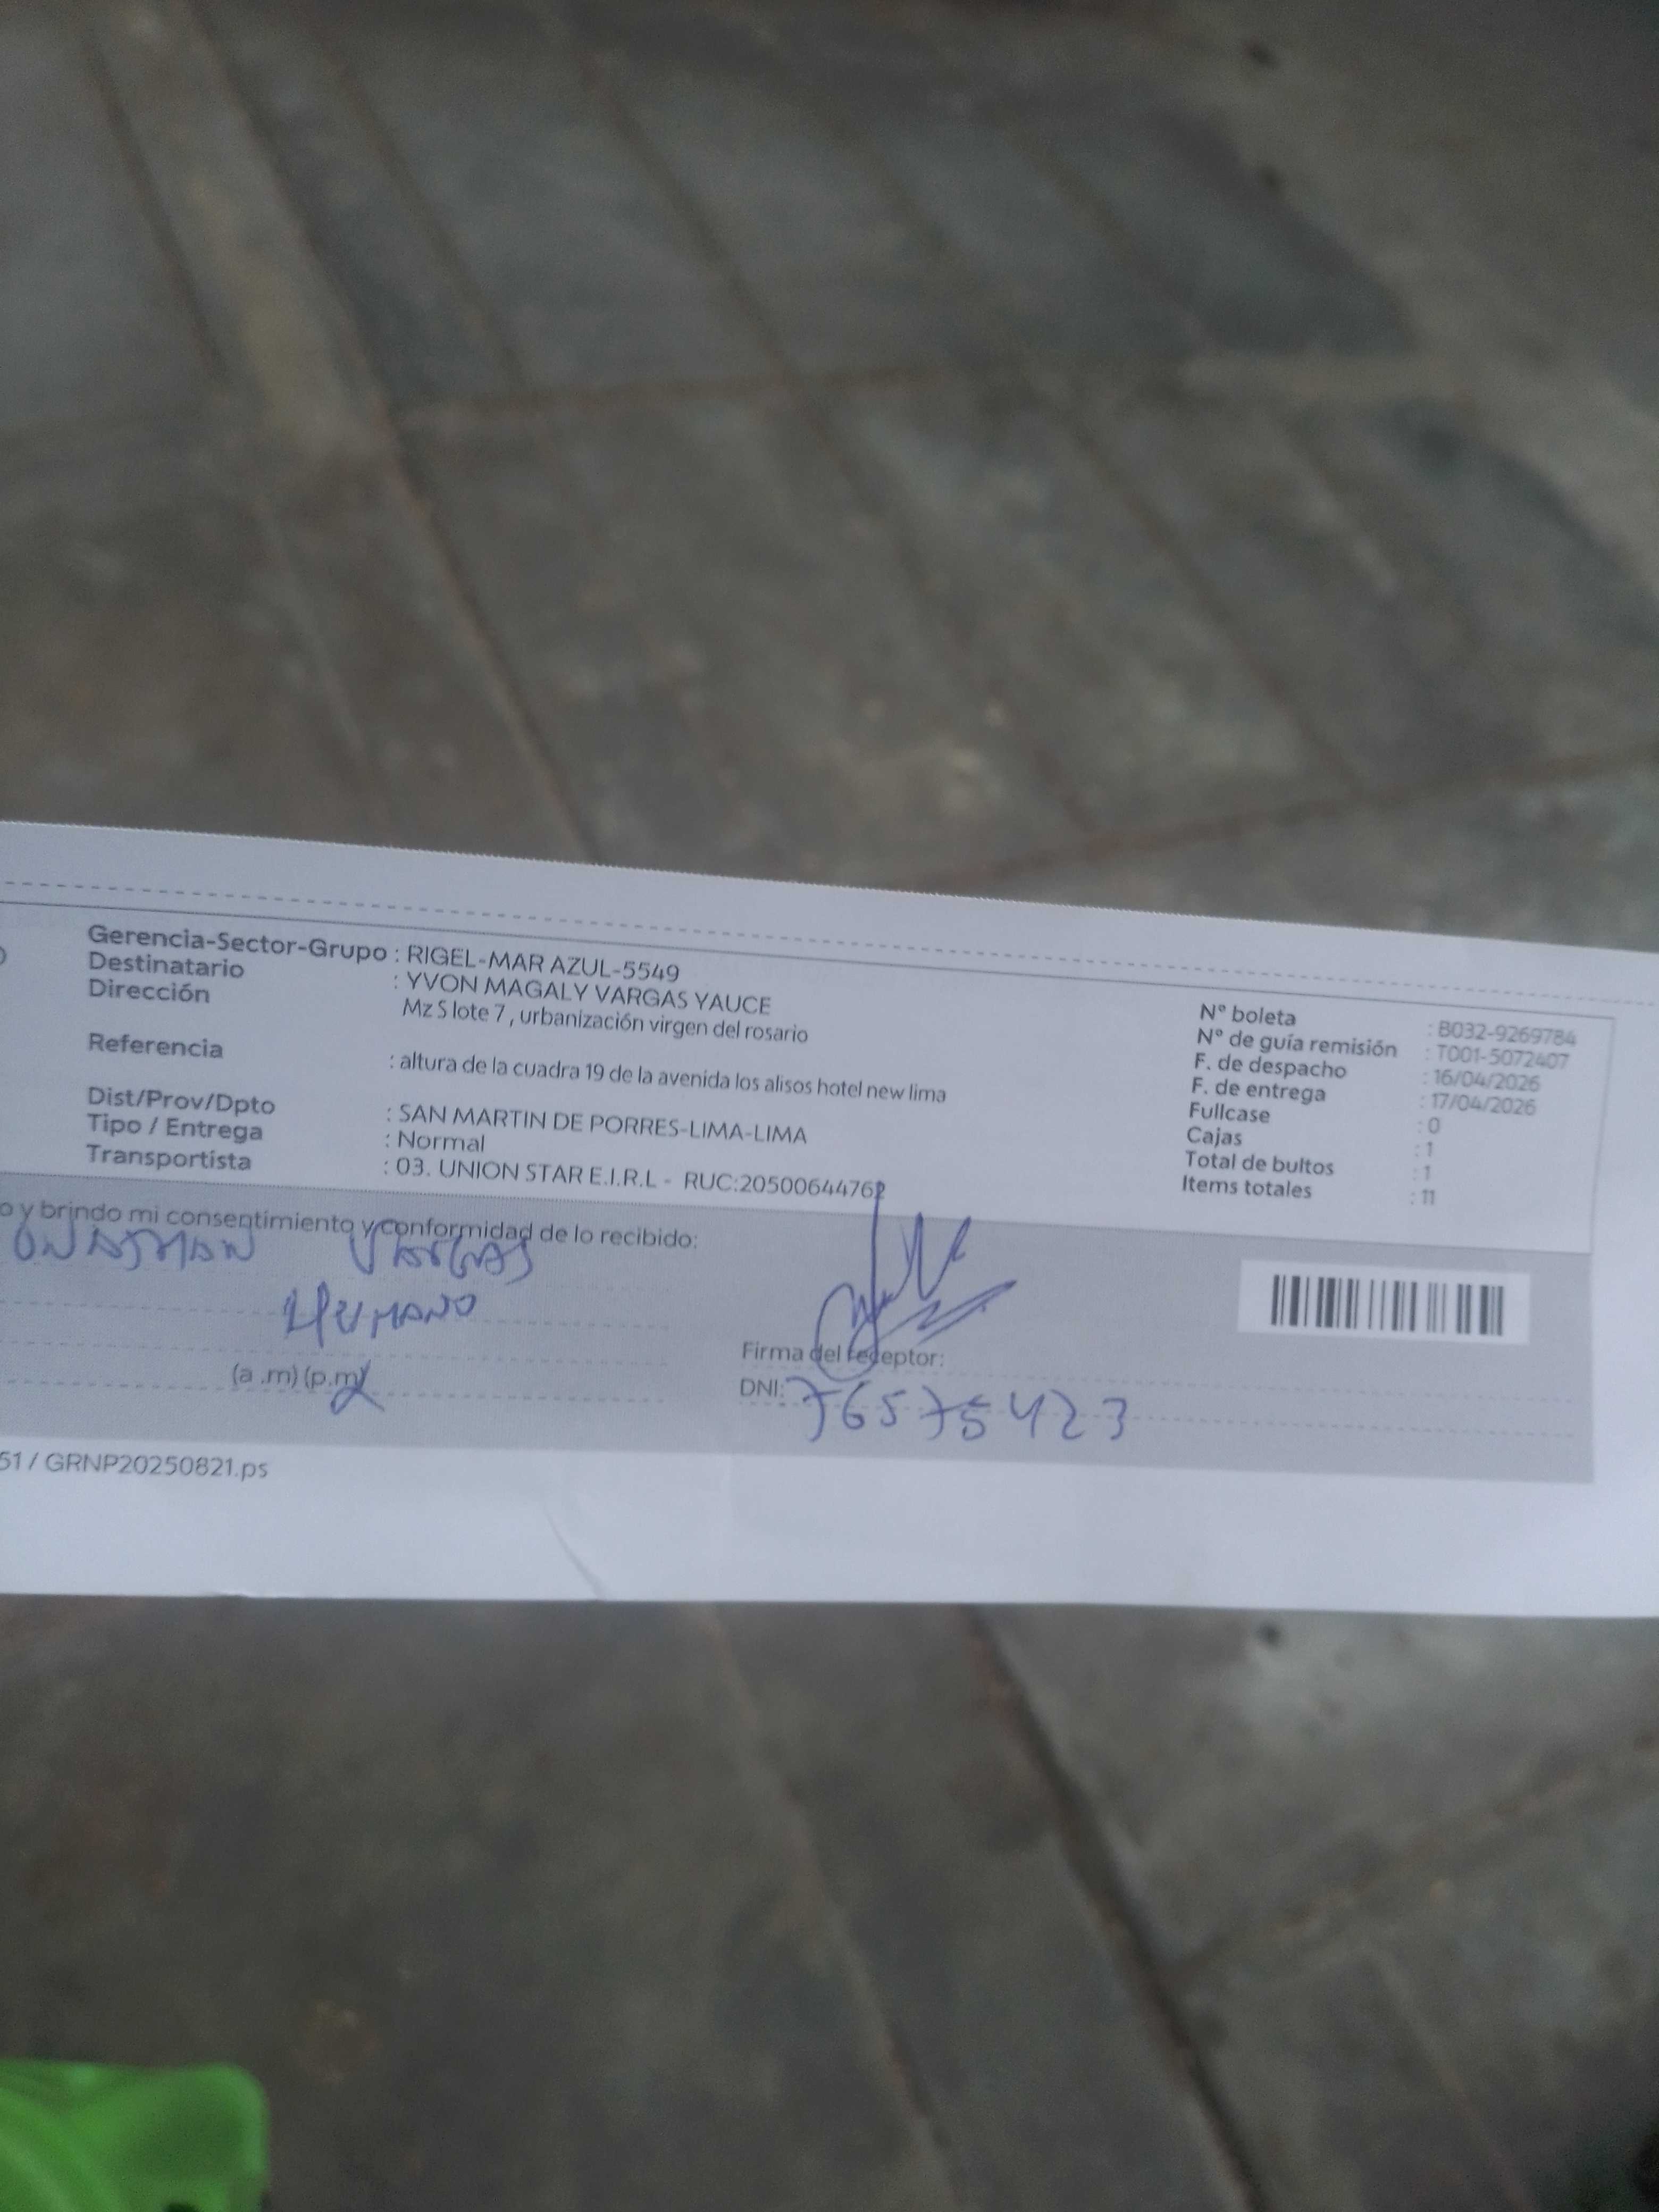 Gerencia-Sector-Grupo : RIGEL-MAR AZUL-5549
Destinatario : YVON MAGALY VARGAS YAUCE
Dirección Mz S lote 7 , urbanización virgen del rosario
Referencia : altura de la cuadra 19 de la avenida los alisos hotel new lima
Dist/Prov/Dpto : SAN MARTIN DE PORRES-LIMA-LIMA
Tipo / Entrega : Normal
Transportista : 03. UNION STAR E.I.R.L - RUC:20500644762
N° boleta : B032-9269784
N° de guía remisión : T001-5072407
F. de despacho : 16/04/2026
F. de entrega : 17/04/2026
Fullcase : 0
Cajas : 1
Total de bultos : 1
Items totales : 11
o y brindo mi consentimiento y conformidad de lo recibido:
VARGAS
HERMANO
(a .m) (p.m)
Firma del receptor:
DNI: 76575423
51 / GRNP20250821.ps